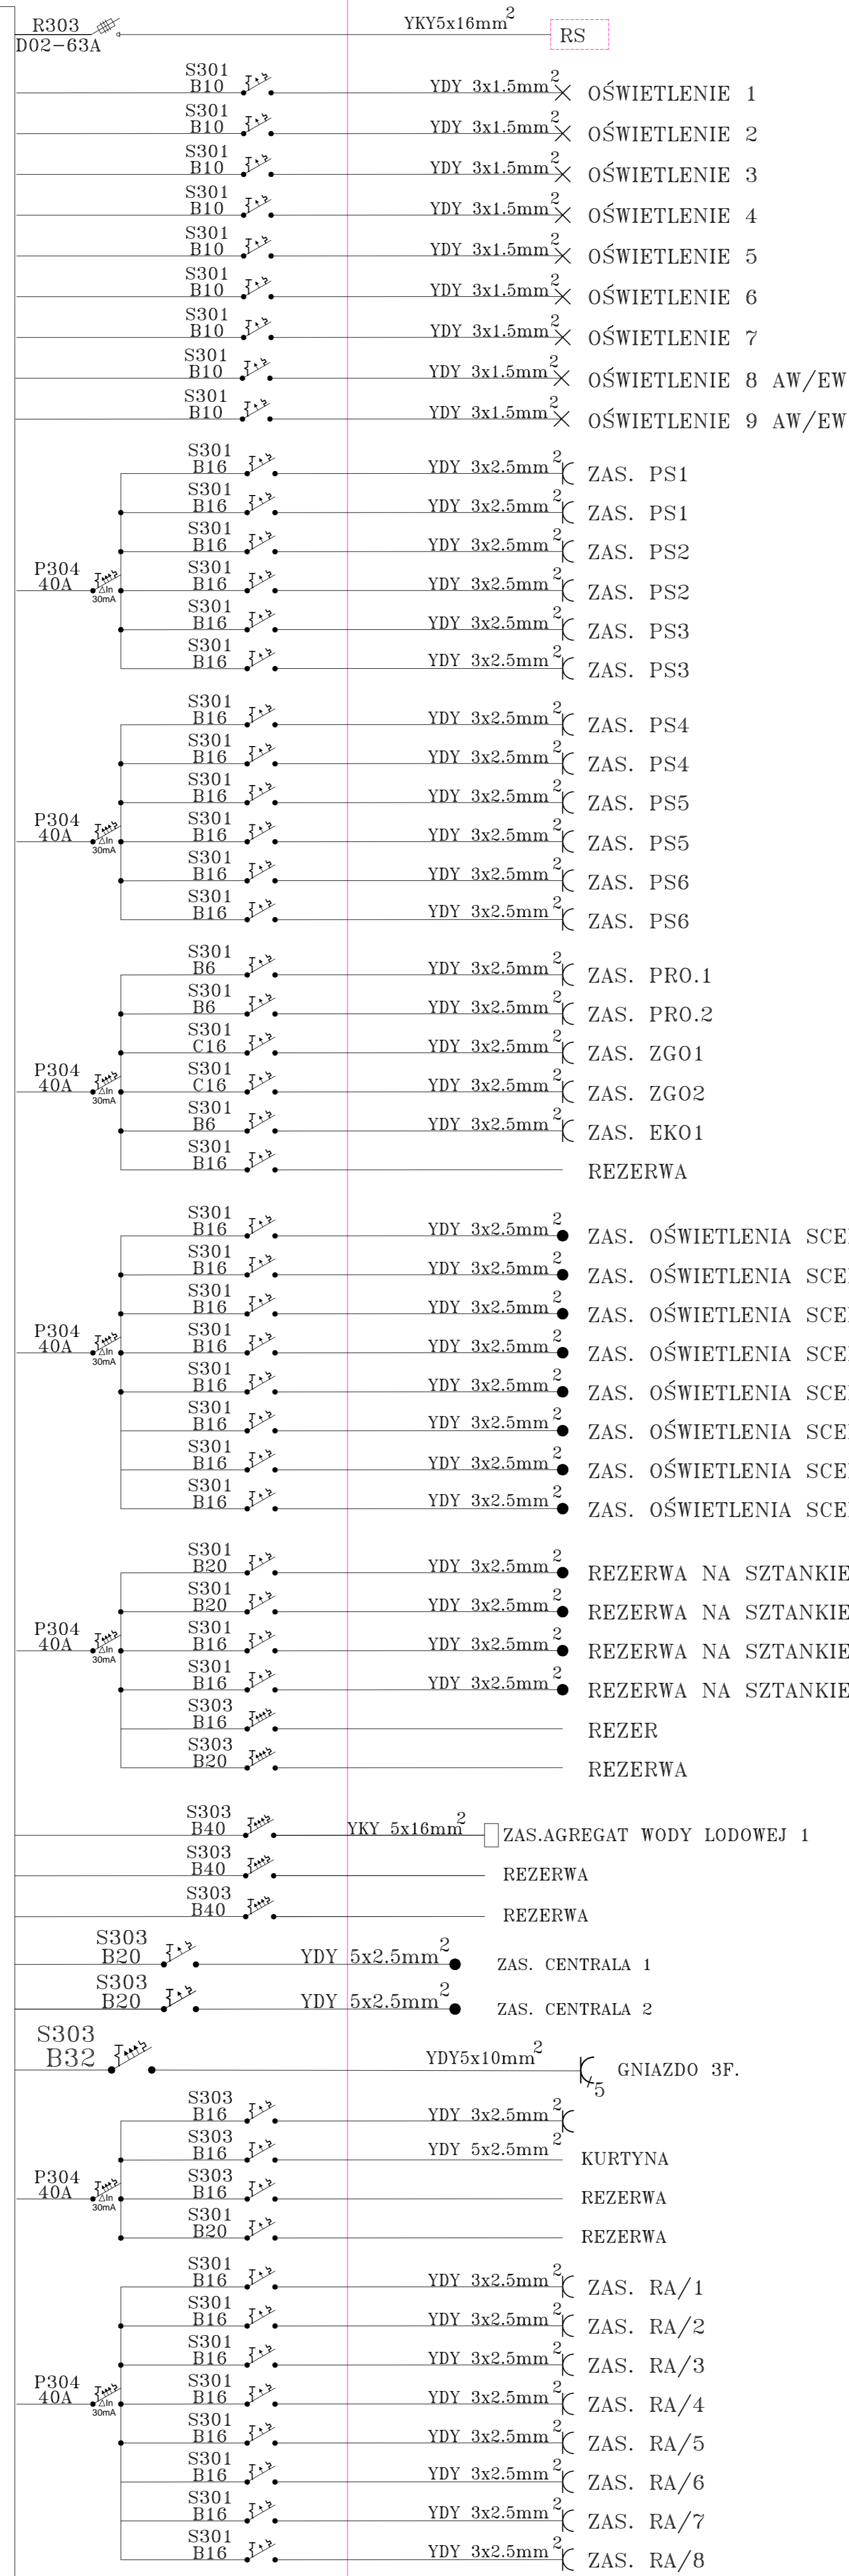 R303
D02-63A
YKY5x16mm²
RS
S301
B10
YDY 3x1.5mm²
OŚWIETLENIE 1
S301
B10
YDY 3x1.5mm²
OŚWIETLENIE 2
S301
B10
YDY 3x1.5mm²
OŚWIETLENIE 3
S301
B10
YDY 3x1.5mm²
OŚWIETLENIE 4
S301
B10
YDY 3x1.5mm²
OŚWIETLENIE 5
S301
B10
YDY 3x1.5mm²
OŚWIETLENIE 6
S301
B10
YDY 3x1.5mm²
OŚWIETLENIE 7
S301
B10
YDY 3x1.5mm²
OŚWIETLENIE 8 AW/EW
S301
B10
YDY 3x1.5mm²
OŚWIETLENIE 9 AW/EW
P304
40A
△In
30mA
S301
B16
YDY 3x2.5mm²
ZAS. PS1
S301
B16
YDY 3x2.5mm²
ZAS. PS1
S301
B16
YDY 3x2.5mm²
ZAS. PS2
S301
B16
YDY 3x2.5mm²
ZAS. PS2
S301
B16
YDY 3x2.5mm²
ZAS. PS3
S301
B16
YDY 3x2.5mm²
ZAS. PS3
P304
40A
△In
30mA
S301
B16
YDY 3x2.5mm²
ZAS. PS4
S301
B16
YDY 3x2.5mm²
ZAS. PS4
S301
B16
YDY 3x2.5mm²
ZAS. PS5
S301
B16
YDY 3x2.5mm²
ZAS. PS5
S301
B16
YDY 3x2.5mm²
ZAS. PS6
S301
B16
YDY 3x2.5mm²
ZAS. PS6
P304
40A
△In
30mA
S301
B6
YDY 3x2.5mm²
ZAS. PRO.1
S301
B6
YDY 3x2.5mm²
ZAS. PRO.2
S301
C16
YDY 3x2.5mm²
ZAS. ZGO1
S301
C16
YDY 3x2.5mm²
ZAS. ZGO2
S301
B6
YDY 3x2.5mm²
ZAS. EKO1
S301
B16
REZERWA
P304
40A
△In
30mA
S301
B16
YDY 3x2.5mm²
ZAS. OŚWIETLENIA SCE
S301
B16
YDY 3x2.5mm²
ZAS. OŚWIETLENIA SCE
S301
B16
YDY 3x2.5mm²
ZAS. OŚWIETLENIA SCE
S301
B16
YDY 3x2.5mm²
ZAS. OŚWIETLENIA SCE
S301
B16
YDY 3x2.5mm²
ZAS. OŚWIETLENIA SCE
S301
B16
YDY 3x2.5mm²
ZAS. OŚWIETLENIA SCE
S301
B16
YDY 3x2.5mm²
ZAS. OŚWIETLENIA SCE
S301
B16
YDY 3x2.5mm²
ZAS. OŚWIETLENIA SCE
P304
40A
△In
30mA
S301
B20
YDY 3x2.5mm²
REZERWA NA SZTANKIE
S301
B20
YDY 3x2.5mm²
REZERWA NA SZTANKIE
S301
B16
YDY 3x2.5mm²
REZERWA NA SZTANKIE
S301
B16
YDY 3x2.5mm²
REZERWA NA SZTANKIE
S303
B16
REZER
S303
B20
REZERWA
S303
B40
YKY 5x16mm²
ZAS.AGREGAT WODY LODOWEJ 1
S303
B40
REZERWA
S303
B40
REZERWA
S303
B20
YDY 5x2.5mm²
ZAS. CENTRALA 1
S303
B20
YDY 5x2.5mm²
ZAS. CENTRALA 2
S303
B32
YDY5x10mm²
5
GNIAZDO 3F.
P304
40A
△In
30mA
S303
B16
YDY 3x2.5mm²
S303
B16
YDY 5x2.5mm²
KURTYNA
S303
B16
REZERWA
S301
B20
REZERWA
P304
40A
△In
30mA
S301
B16
YDY 3x2.5mm²
ZAS. RA/1
S301
B16
YDY 3x2.5mm²
ZAS. RA/2
S301
B16
YDY 3x2.5mm²
ZAS. RA/3
S301
B16
YDY 3x2.5mm²
ZAS. RA/4
S301
B16
YDY 3x2.5mm²
ZAS. RA/5
S301
B16
YDY 3x2.5mm²
ZAS. RA/6
S301
B16
YDY 3x2.5mm²
ZAS. RA/7
S301
B16
YDY 3x2.5mm²
ZAS. RA/8